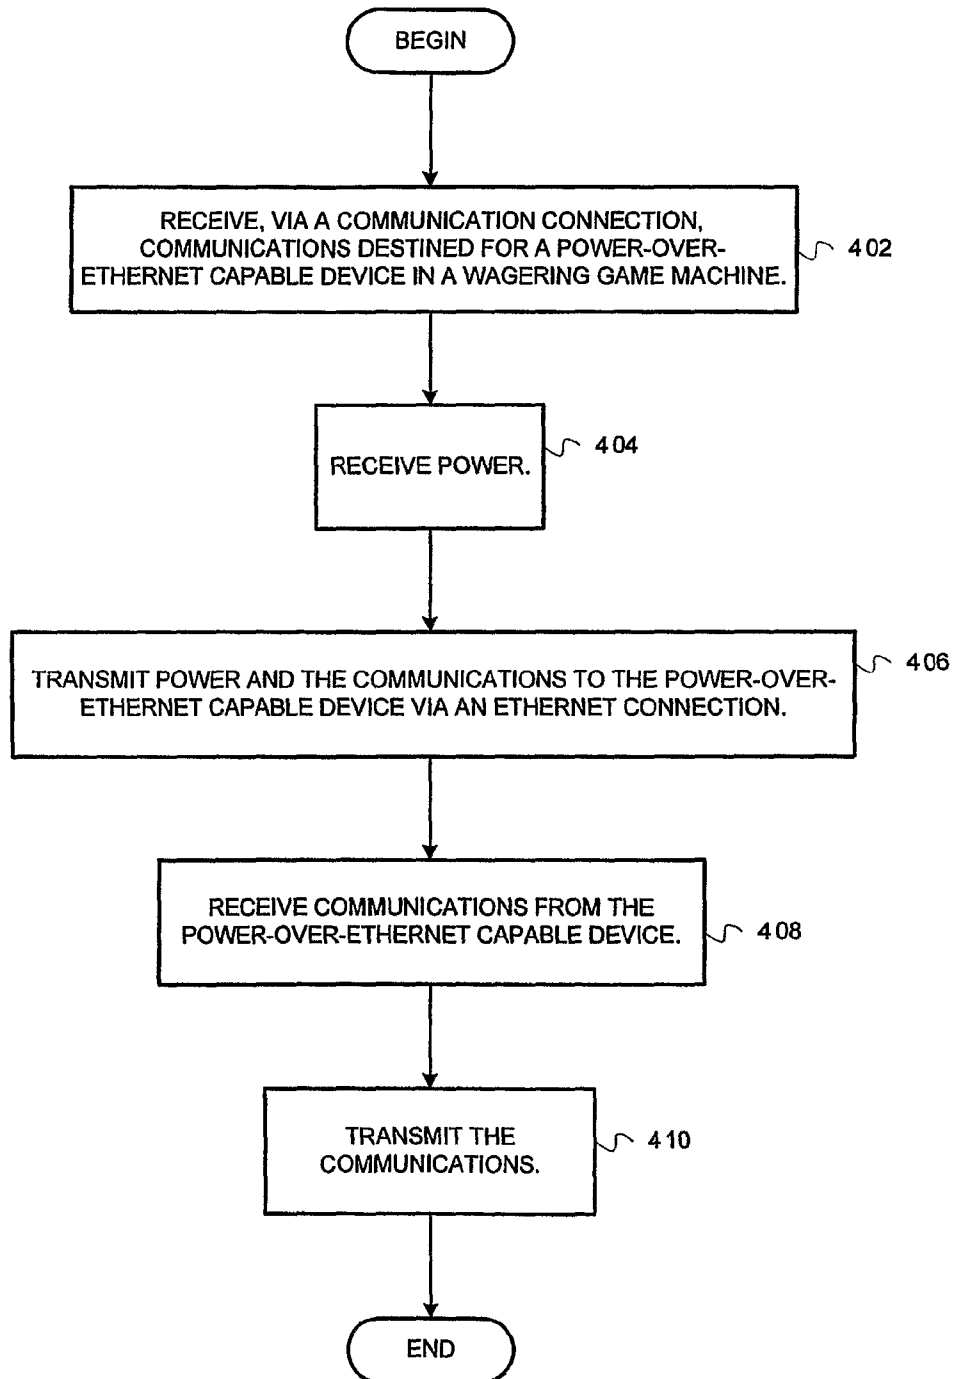 BEGIN
RECEIVE, VIA A COMMUNICATION CONNECTION,
COMMUNICATIONS DESTINED FOR A POWER-OVER-
ETHERNET CAPABLE DEVICE IN A WAGERING GAME MACHINE.
402
RECEIVE POWER.
404
TRANSMIT POWER AND THE COMMUNICATIONS TO THE POWER-OVER-
ETHERNET CAPABLE DEVICE VIA AN ETHERNET CONNECTION.
406
RECEIVE COMMUNICATIONS FROM THE
POWER-OVER-ETHERNET CAPABLE DEVICE.
408
TRANSMIT THE
COMMUNICATIONS.
410
END